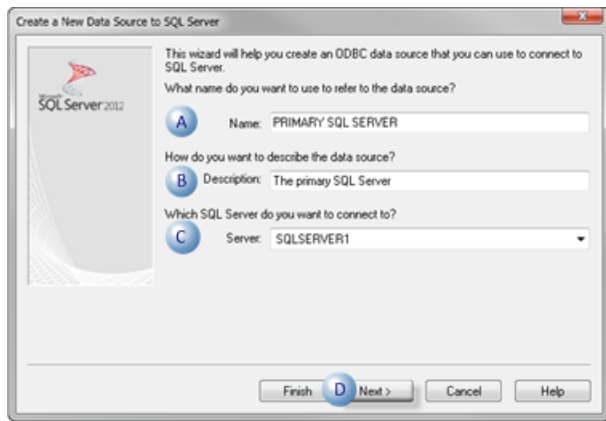 Create a New Data Source to SQL Server
This wizard will help you create an ODBC data source that you can use to connect to
SQL Server.
What name do you want to use to refer to the data source?
Microsoft
SQL Server 2012
A Name: PRIMARY SQL SERVER
How do you want to describe the data source?
B Description: The primary SQL Server
Which SQL Server do you want to connect to?
C Server: SQLSERVER1
Finish D Next > Cancel Help